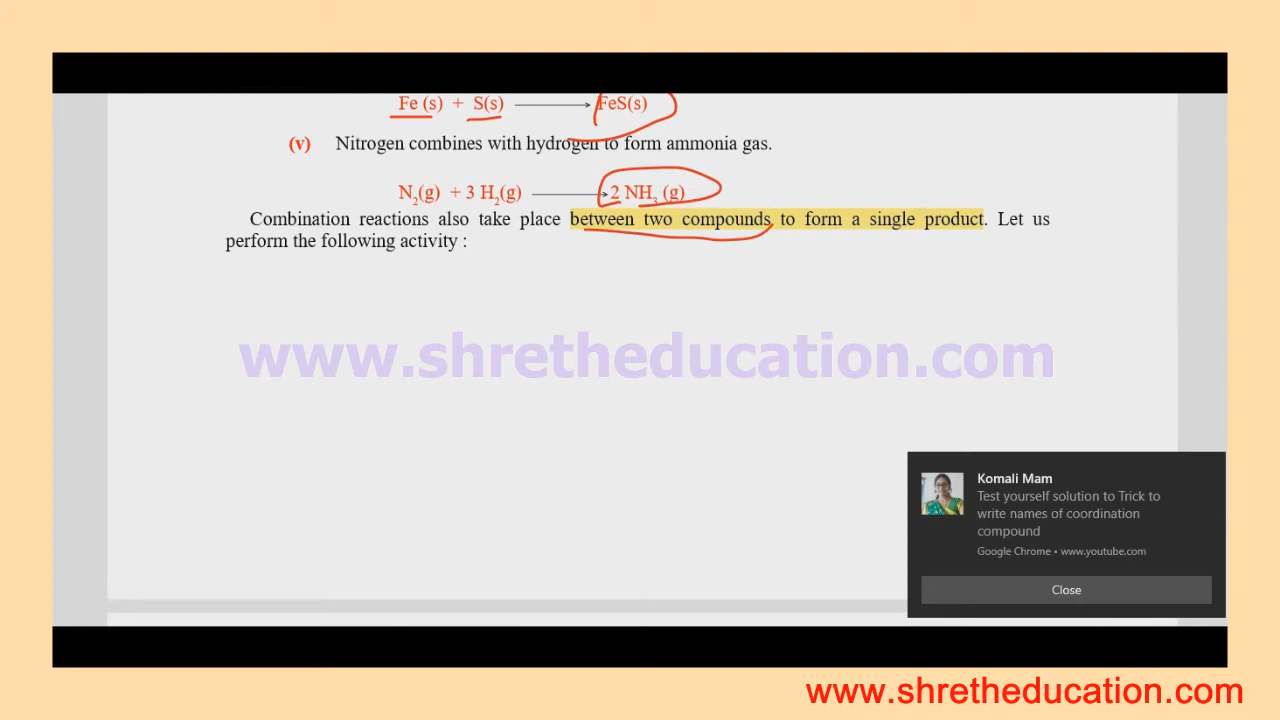 Fe (s) + S(s) ⟶ FeS(s)
(v) Nitrogen combines with hydrogen to form ammonia gas.
N₂(g) + 3 H₂(g) ⟶ 2 NH₃ (g)
Combination reactions also take place between two compounds to form a single product. Let us
perform the following activity :
www.shretheducation.com
Komali Mam
Test yourself solution to Trick to
write names of coordination
compound
Google Chrome • www.youtube.com
Close
www.shretheducation.com